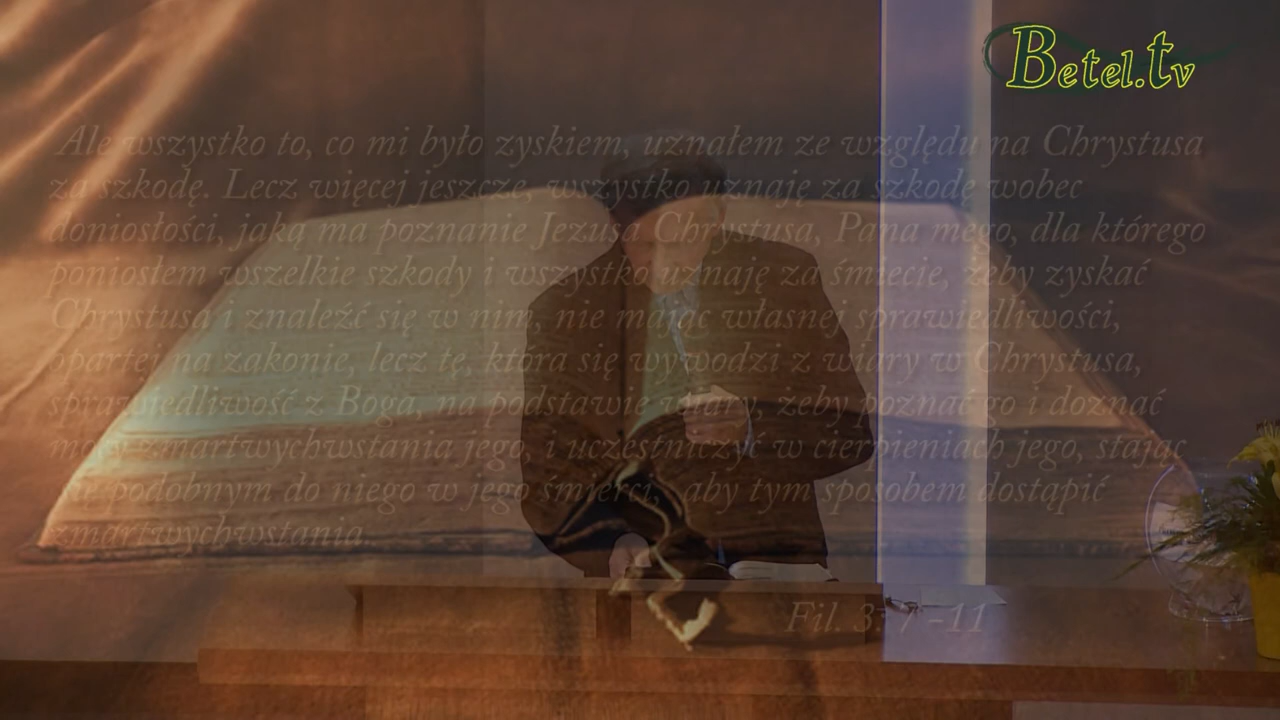 Betel.tv
Ale wszystko to, co mi było zyskiem, uznałem ze względu na Chrystusa
za szkodę. Lecz więcej jeszcze, wszystko uznaję za szkodę wobec
doniosłości, jaką ma poznanie Jezusa Chrystusa, Pana mego, dla którego
poniosłem wszelkie szkody i wszystko uznaję za śmiecie, żeby zyskać
Chrystusa i znaleźć się w nim, nie mając własnej sprawiedliwości,
opartej na zakonie, lecz tę, która się wywodzi z wiary w Chrystusa,
sprawiedliwość z Boga, na podstawie wiary, żeby poznać go i doznać
mocy zmartwychwstania jego, i uczestniczyć w cierpieniach jego, stając
się podobnym do niego w jego śmierci, aby tym sposobem dostąpić
zmartwychwstania.
Fil. 3: 7 -11